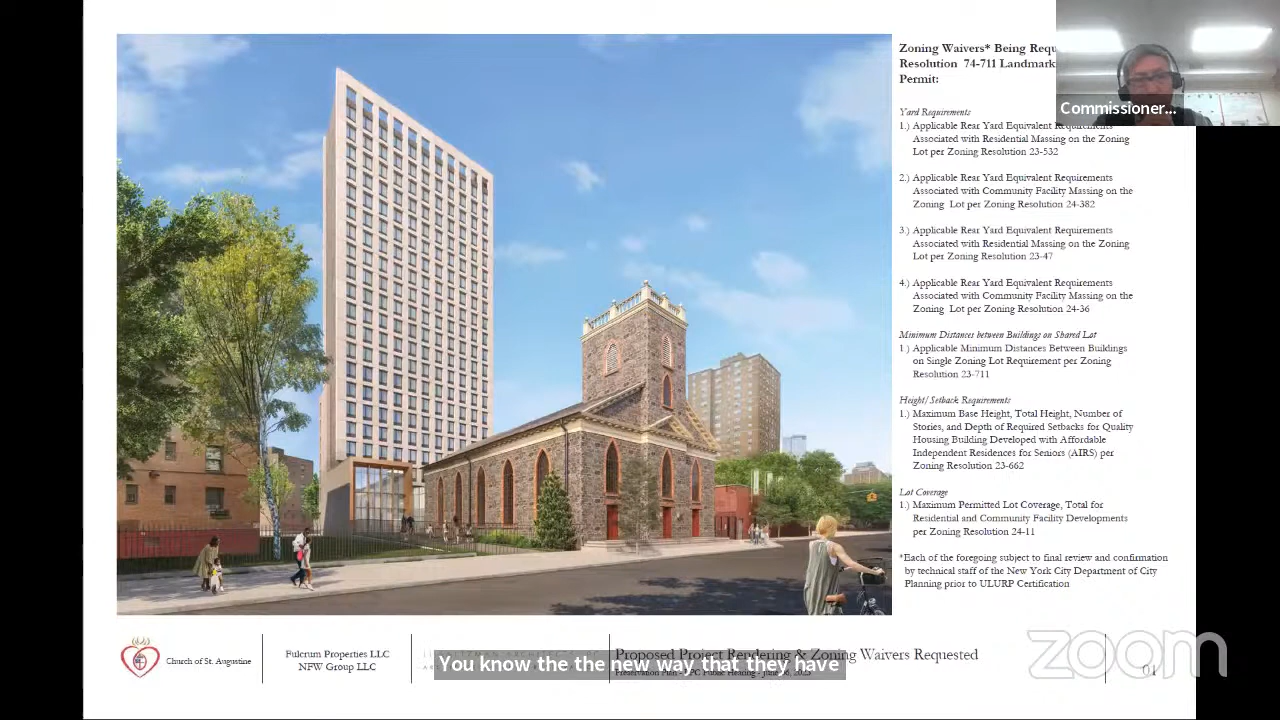 Zoning Waivers* Being
Resolution 74-711 Landmark
Permit:
Commissioner...
Yard Requirements
1.) Applicable Rear Yard Equivalent Requirements
Associated with Residential Massing on the Zoning
Lot per Zoning Resolution 23-532
2.) Applicable Rear Yard Equivalent Requirements
Associated with Community Facility Massing on the
Zoning Lot per Zoning Resolution 24-382
3.) Applicable Rear Yard Equivalent Requirements
Associated with Residential Massing on the Zoning
Lot per Zoning Resolution 23-47
4.) Applicable Rear Yard Equivalent Requirements
Associated with Community Facility Massing on the
Zoning Lot per Zoning Resolution 24-36
Minimum Distances between Buildings on Shared Lot
1.) Applicable Minimum Distances Between Buildings
on Single Zoning Lot Requirement per Zoning
Resolution 23-711
Height/Setback Requirements
1.) Maximum Base Height, Total Height, Number of
Stories, and Depth of Required Setbacks for Quality
Housing Building Developed with Affordable
Independent Residences for Seniors (AIRS) per
Zoning Resolution 23-662
Lot Coverage
1.) Maximum Permitted Lot Coverage, Total for
Residential and Community Facility Developments
per Zoning Resolution 24-11
*Each of the foregoing subject to final review and confirmation
by technical staff of the New York City Department of City
Planning prior to ULURP Certification
Church of St. Augustine
Fulcrum Properties LLC
NFW Group LLC
Proposed Project Rendering & Zoning Waivers Requested
You know the the new way that they have
zoom
01